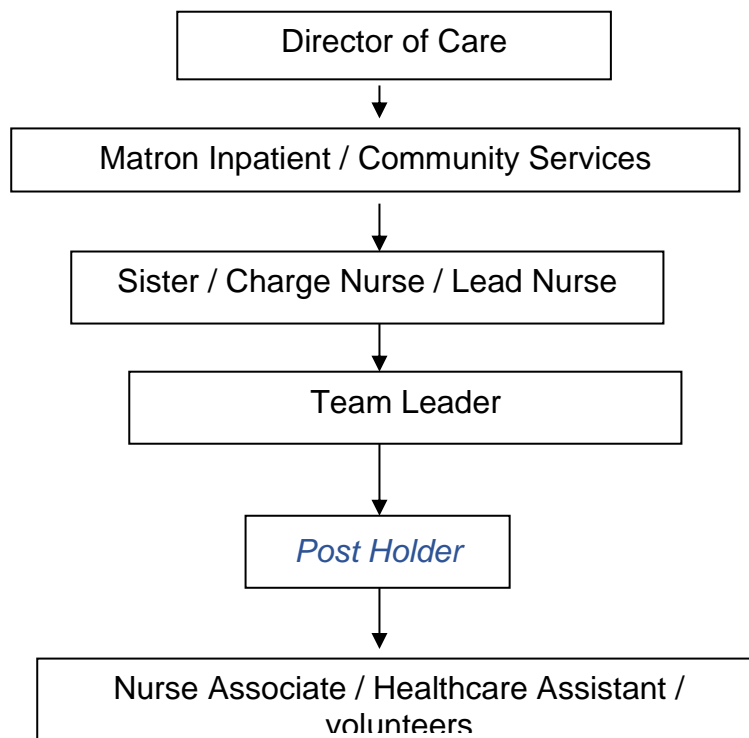 Director of Care
Matron Inpatient / Community Services
Sister / Charge Nurse / Lead Nurse
Team Leader
Post Holder
Nurse Associate / Healthcare Assistant /
volunteers